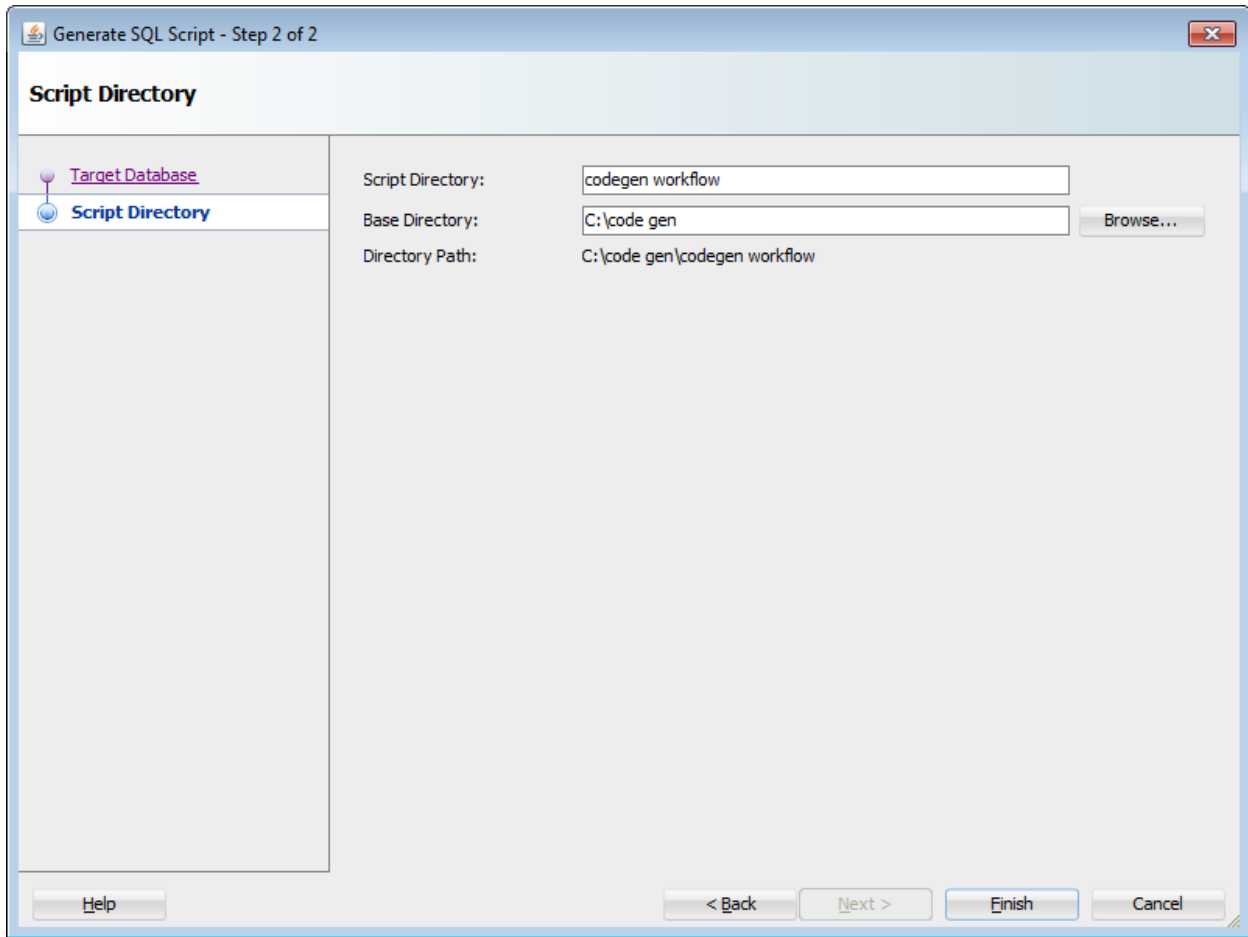 Generate SQL Script - Step 2 of 2
Script Directory
Target Database
Script Directory
Script Directory: codegen workflow
Base Directory: C:\code gen Browse...
Directory Path: C:\code gen\codegen workflow
Help < Back Next > Finish Cancel